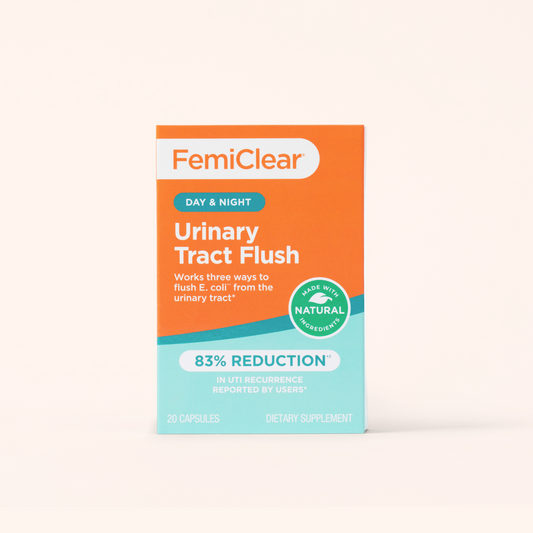 FemiClear®
DAY & NIGHT
Urinary
Tract Flush
Works three ways to
flush E. coli from the
urinary tract*
MADE WITH
NATURAL
INGREDIENTS
83% REDUCTION
IN UTI RECURRENCE
REPORTED BY USERS*
20 CAPSULES
DIETARY SUPPLEMENT